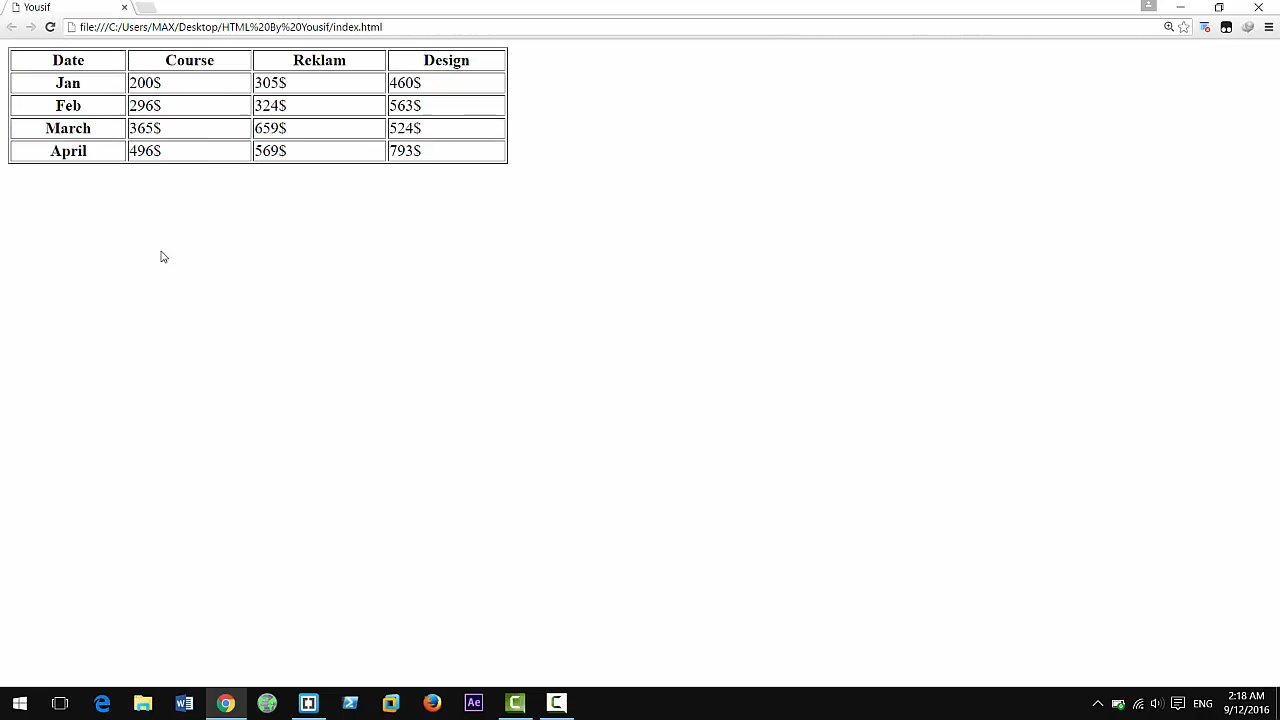 Yousif
file:///C:/Users/MAX/Desktop/HTML%20By%20Yousif/index.html
Date Course Reklam Design
Jan 200$ 305$ 460$
Feb 296$ 324$ 563$
March 365$ 659$ 524$
April 496$ 569$ 793$
Ae
ENG
2:18 AM
9/12/2016